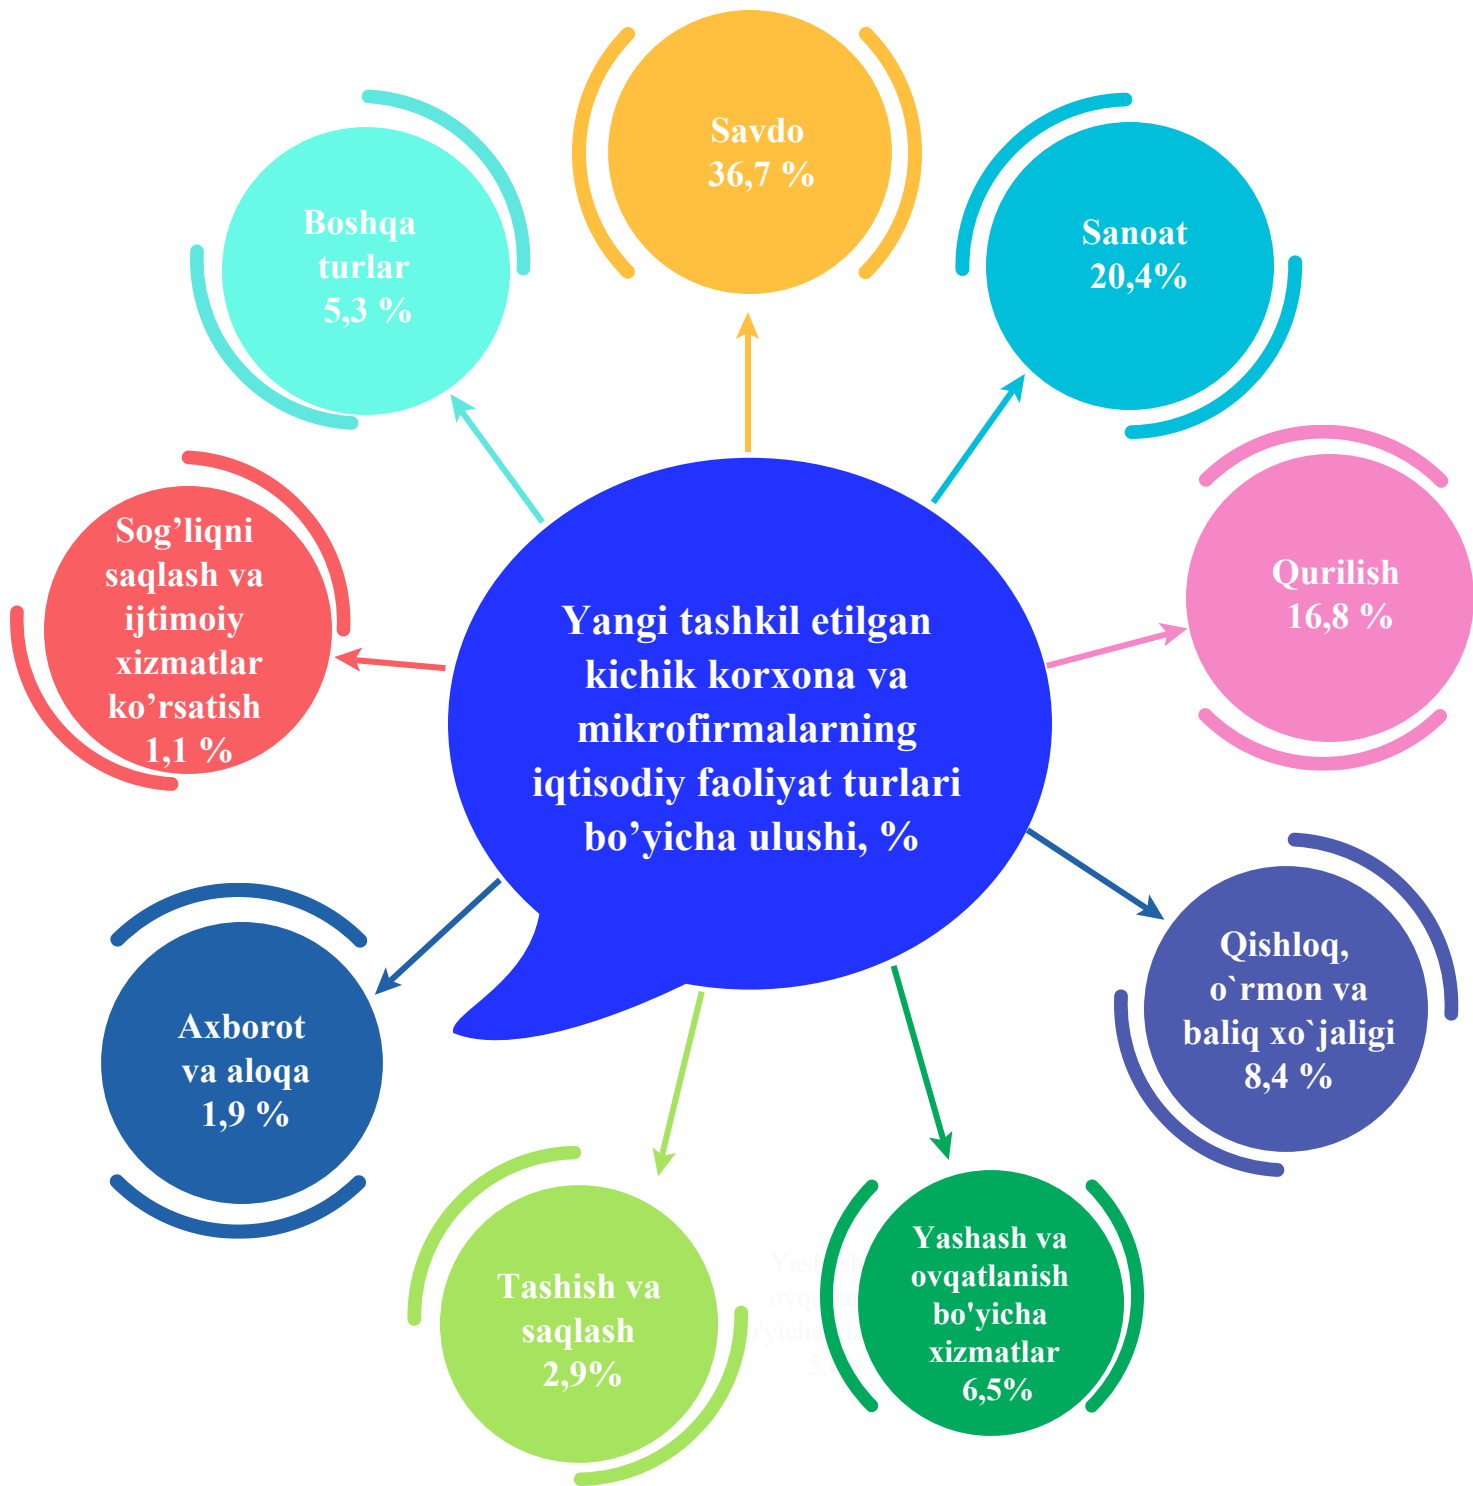 Savdo
36,7 %
Sanoat
20,4%
Qurilish
16,8 %
Qishloq,
o`rmon va
baliq xo`jaligi
8,4 %
Yashash va
ovqatlanish
bo'yicha
xizmatlar
6,5%
Tashish va
saqlash
2,9%
Axborot
va aloqa
1,9 %
Sog’liqni
saqlash va
ijtimoiy
xizmatlar
ko’rsatish
1,1 %
Boshqa
turlar
5,3 %
Yangi tashkil etilgan
kichik korxona va
mikrofirmalarning
iqtisodiy faoliyat turlari
bo’yicha ulushi, %